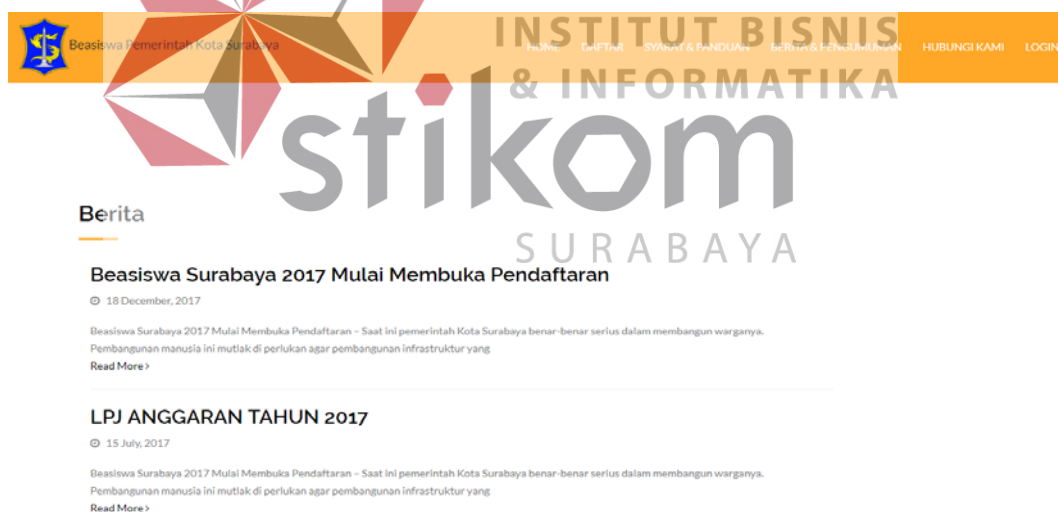 Beasiswa Pemerintah Kota Surabaya
HOME DAFTAR SYARAT & PANDUAN BERITA & PENGUMUMAN HUBUNGI KAMI LOGIN
INSTITUT BISNIS
& INFORMATIKA
stikom
SURABAYA
Berita
Beasiswa Surabaya 2017 Mulai Membuka Pendaftaran
18 December, 2017
Beasiswa Surabaya 2017 Mulai Membuka Pendaftaran – Saat ini pemerintah Kota Surabaya benar-benar serius dalam membangun warganya.
Pembangunan manusia ini mutlak di perlukan agar pembangunan infrastruktur yang
Read More >
LPJ ANGGARAN TAHUN 2017
15 July, 2017
Beasiswa Surabaya 2017 Mulai Membuka Pendaftaran – Saat ini pemerintah Kota Surabaya benar-benar serius dalam membangun warganya.
Pembangunan manusia ini mutlak di perlukan agar pembangunan infrastruktur yang
Read More >